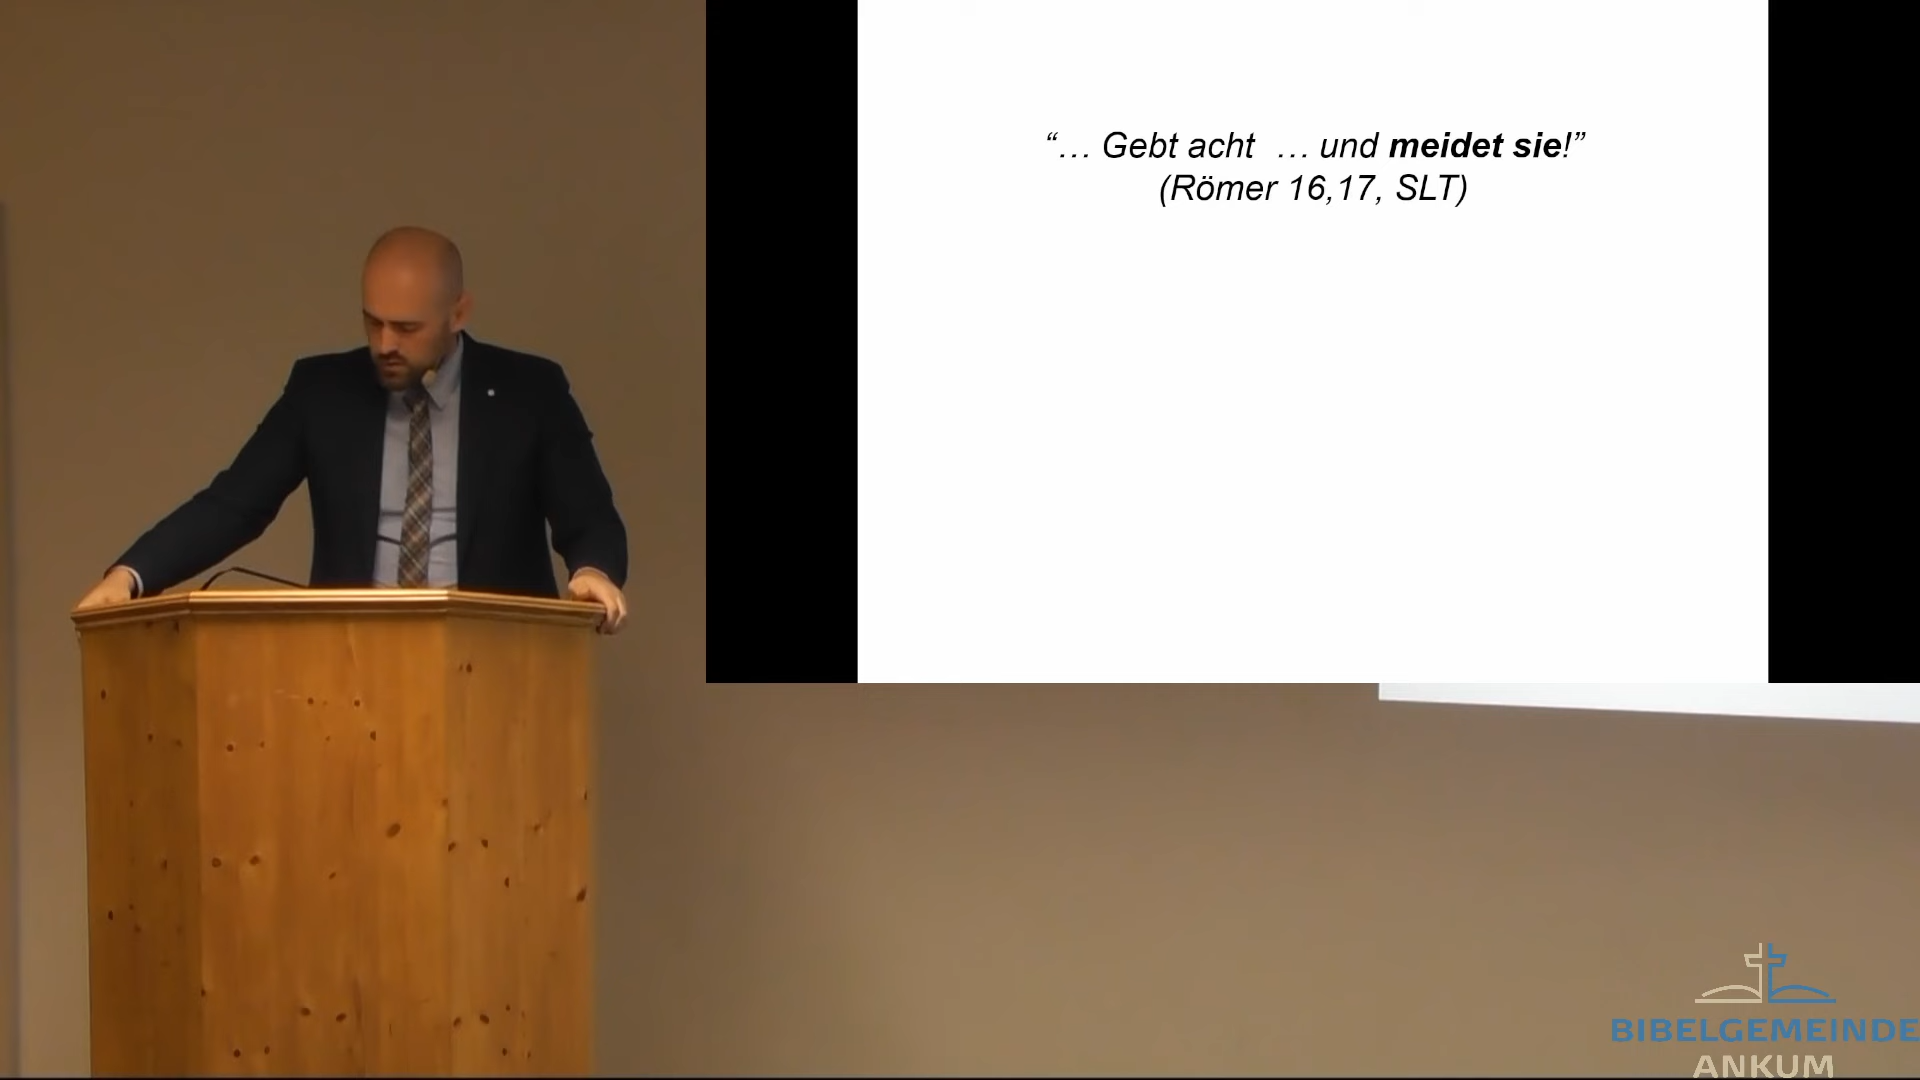 “… Gebt acht  … und meidet sie!”
(Römer 16,17, SLT)
BIBELGEMEINDE
ANKUM